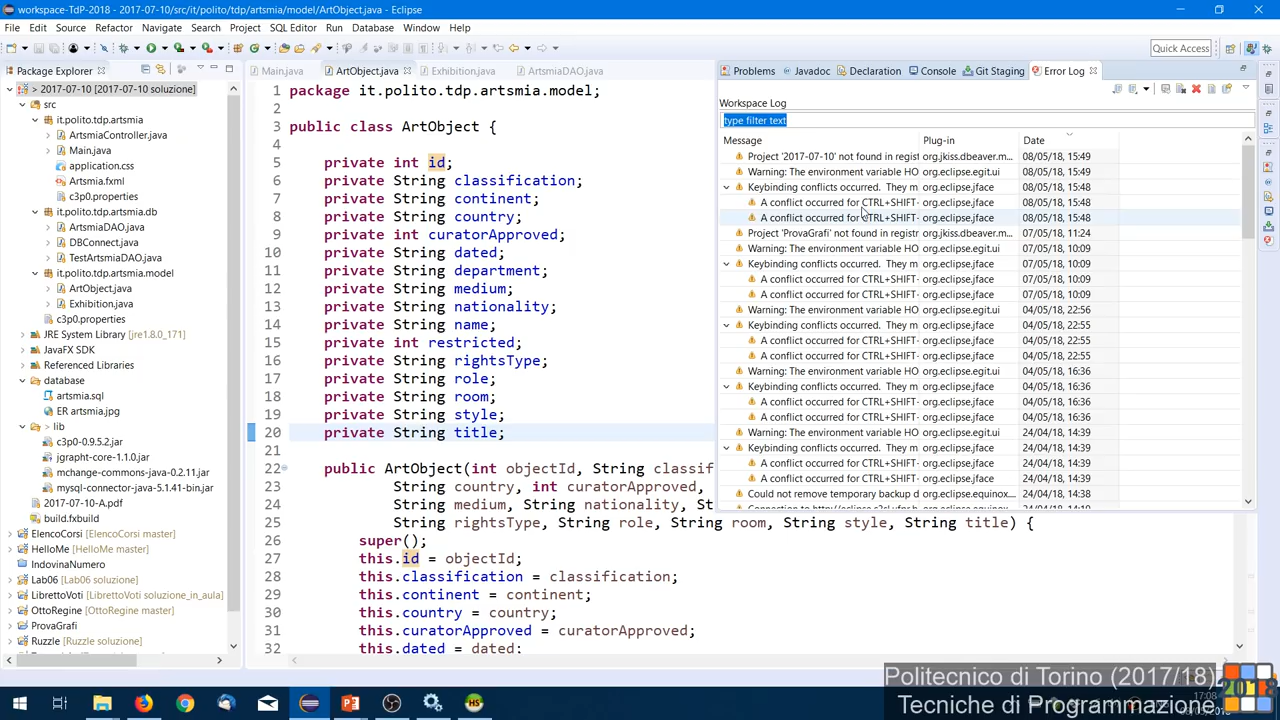 workspace-TdP-2018 - 2017-07-10/src/it/polito/tdp/artsmia/model/ArtObject.java - Eclipse
File Edit Source Refactor Navigate Search Project SQL Editor Run Database Window Help
Quick Access
Package Explorer
> 2017-07-10 [2017-07-10 soluzione]
src
it.polito.tdp.artsmia
ArtsmiaController.java
Main.java
application.css
Artsmia.fxml
c3p0.properties
it.polito.tdp.artsmia.db
ArtsmiaDAO.java
DBConnect.java
TestArtsmiaDAO.java
it.polito.tdp.artsmia.model
ArtObject.java
Exhibition.java
c3p0.properties
JRE System Library [jre1.8.0_171]
JavaFX SDK
Referenced Libraries
database
artsmia.sql
ER artsmia.jpg
> lib
c3p0-0.9.5.2.jar
jgrapht-core-1.1.0.jar
mchange-commons-java-0.2.11.jar
mysql-connector-java-5.1.41-bin.jar
2017-07-10-A.pdf
build.fxbuild
ElencoCorsi [ElencoCorsi master]
HelloMe [HelloMe master]
IndovinaNumero
Lab06 [Lab06 soluzione]
LibrettoVoti [LibrettoVoti soluzione_in_aula]
OttoRegine [OttoRegine master]
ProvaGrafi
Ruzzle [Ruzzle soluzione]
Main.java ArtObject.java Exhibition.java ArtsmiaDAO.java
1 package it.polito.tdp.artsmia.model;
2
3 public class ArtObject {
4
5 private int id;
6 private String classification;
7 private String continent;
8 private String country;
9 private int curatorApproved;
10 private String dated;
11 private String department;
12 private String medium;
13 private String nationality;
14 private String name;
15 private int restricted;
16 private String rightsType;
17 private String role;
18 private String room;
19 private String style;
20 private String title;
21
22 public ArtObject(int objectId, String classif
23 String country, int curatorApproved,
24 String medium, String nationality, S
25 String rightsType, String role, String room, String style, String title) {
26 super();
27 this.id = objectId;
28 this.classification = classification;
29 this.continent = continent;
30 this.country = country;
31 this.curatorApproved = curatorApproved;
32 this.dated = dated;
Problems Javadoc Declaration Console Git Staging Error Log
Workspace Log
type filter text
Message Plug-in Date
Project '2017-07-10' not found in regist org.jkiss.dbeaver.m... 08/05/18, 15:49
Warning: The environment variable HO org.eclipse.egit.ui 08/05/18, 15:49
Keybinding conflicts occurred. They m org.eclipse.jface 08/05/18, 15:48
A conflict occurred for CTRL+SHIFT- org.eclipse.jface 08/05/18, 15:48
A conflict occurred for CTRL+SHIFT- org.eclipse.jface 08/05/18, 15:48
Project 'ProvaGrafi' not found in registr org.jkiss.dbeaver.m... 07/05/18, 11:24
Warning: The environment variable HO org.eclipse.egit.ui 07/05/18, 10:09
Keybinding conflicts occurred. They m org.eclipse.jface 07/05/18, 10:09
A conflict occurred for CTRL+SHIFT- org.eclipse.jface 07/05/18, 10:09
A conflict occurred for CTRL+SHIFT- org.eclipse.jface 07/05/18, 10:09
Warning: The environment variable HO org.eclipse.egit.ui 04/05/18, 22:56
Keybinding conflicts occurred. They m org.eclipse.jface 04/05/18, 22:55
A conflict occurred for CTRL+SHIFT- org.eclipse.jface 04/05/18, 22:55
A conflict occurred for CTRL+SHIFT- org.eclipse.jface 04/05/18, 22:55
Warning: The environment variable HO org.eclipse.egit.ui 04/05/18, 16:36
Keybinding conflicts occurred. They m org.eclipse.jface 04/05/18, 16:36
A conflict occurred for CTRL+SHIFT- org.eclipse.jface 04/05/18, 16:36
A conflict occurred for CTRL+SHIFT- org.eclipse.jface 04/05/18, 16:36
Warning: The environment variable HO org.eclipse.egit.ui 24/04/18, 14:39
Keybinding conflicts occurred. They m org.eclipse.jface 24/04/18, 14:39
A conflict occurred for CTRL+SHIFT- org.eclipse.jface 24/04/18, 14:39
A conflict occurred for CTRL+SHIFT- org.eclipse.jface 24/04/18, 14:39
Could not remove temporary backup d org.eclipse.equinox.... 24/04/18, 14:38
Politecnico di Torino (2017/18)
Tecniche di Programmazione
2018
17:08